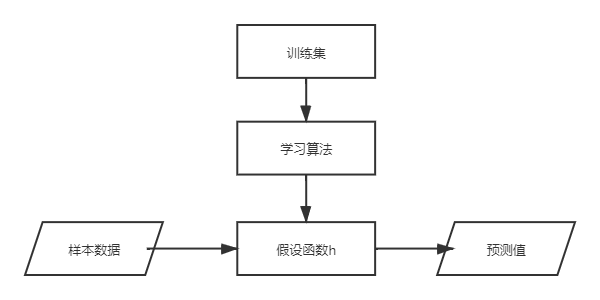 训练集
学习算法
样本数据
假设函数h
预测值